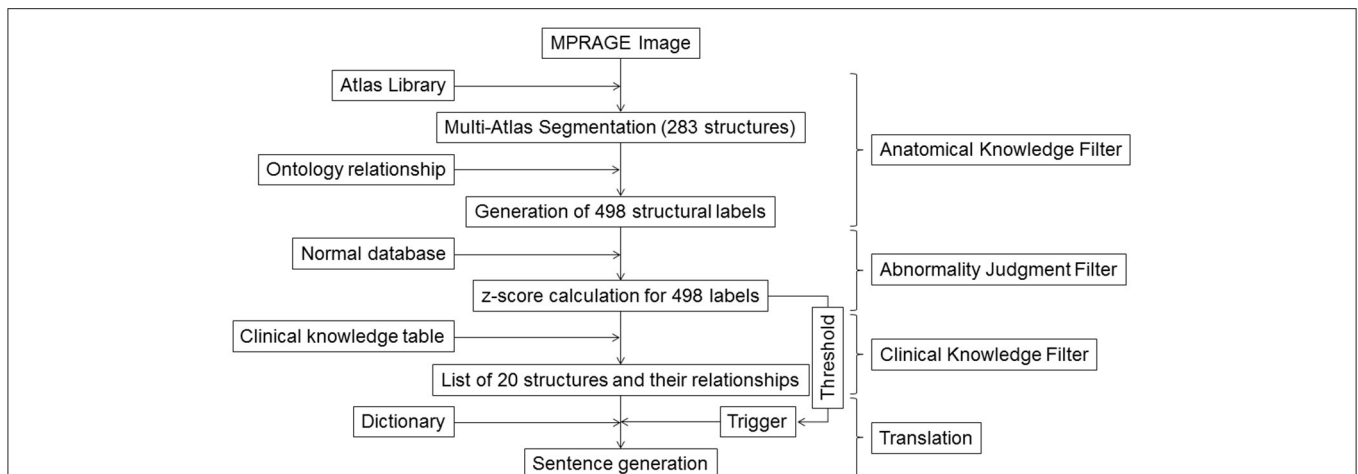 MPRAGE Image
Atlas Library
Multi-Atlas Segmentation (283 structures)
Anatomical Knowledge Filter
Ontology relationship
Generation of 498 structural labels
Normal database
Abnormality Judgment Filter
z-score calculation for 498 labels
Threshold
Clinical knowledge table
Clinical Knowledge Filter
List of 20 structures and their relationships
Dictionary
Trigger
Translation
Sentence generation